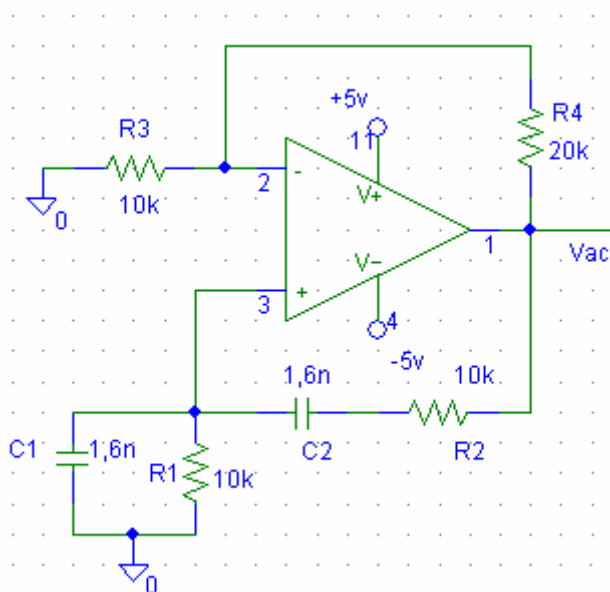 +5v
R4
20k
R3
10k
0
11
2
-
V+
1
Vac
V-
3
+
4
-5v
1,6n
10k
C2
R2
C1
1,6n
R1
10k
0